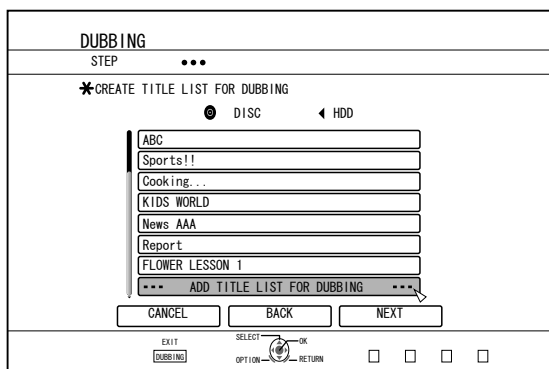 DUBBING
STEP •••
CREATE TITLE LIST FOR DUBBING
DISC HDD
ABC
Sports!!
Cooking...
KIDS WORLD
News AAA
Report
FLOWER LESSON 1
--- ADD TITLE LIST FOR DUBBING ---
CANCEL BACK NEXT
EXIT SELECT OK
DUBBING OPTION RETURN